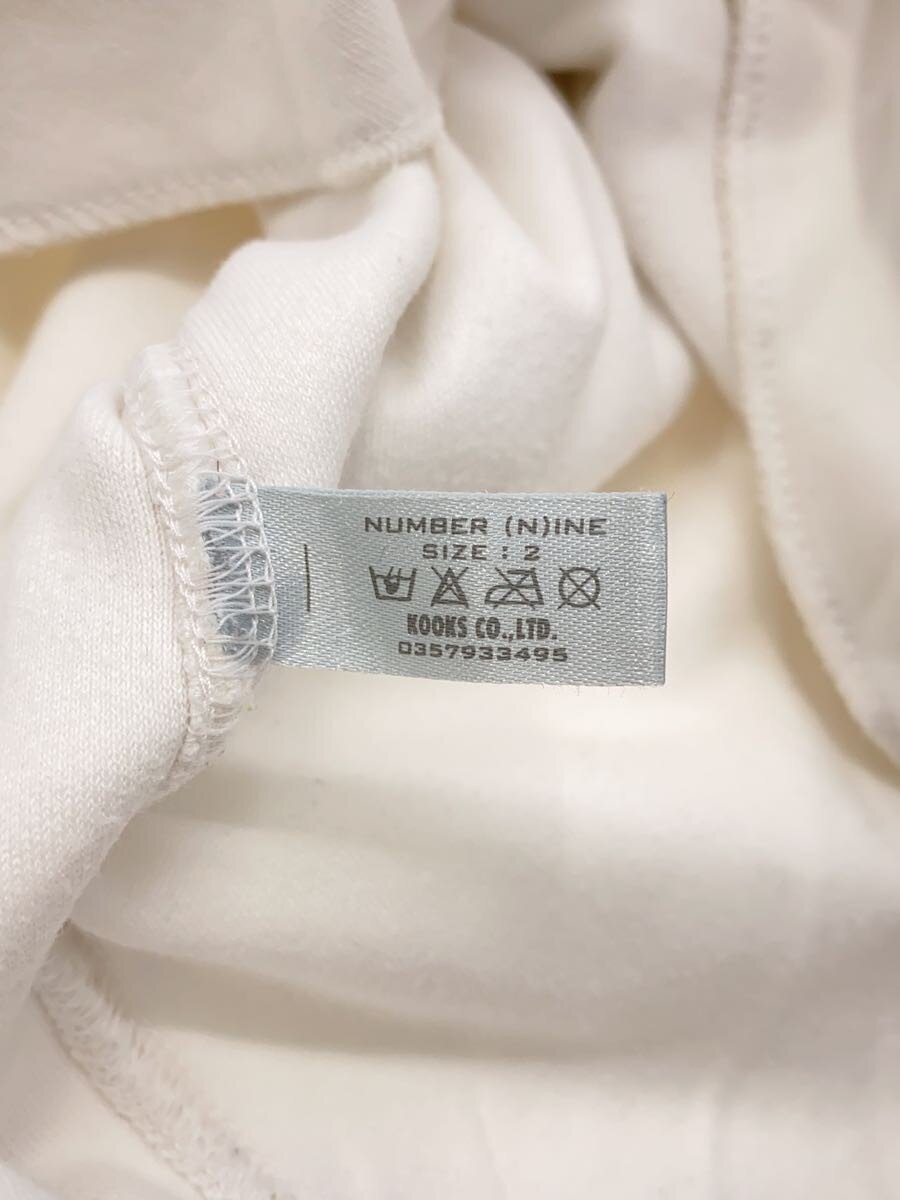 NUMBER (N)INE
SIZE : 2
KOOKS CO.,LTD.
0357933495